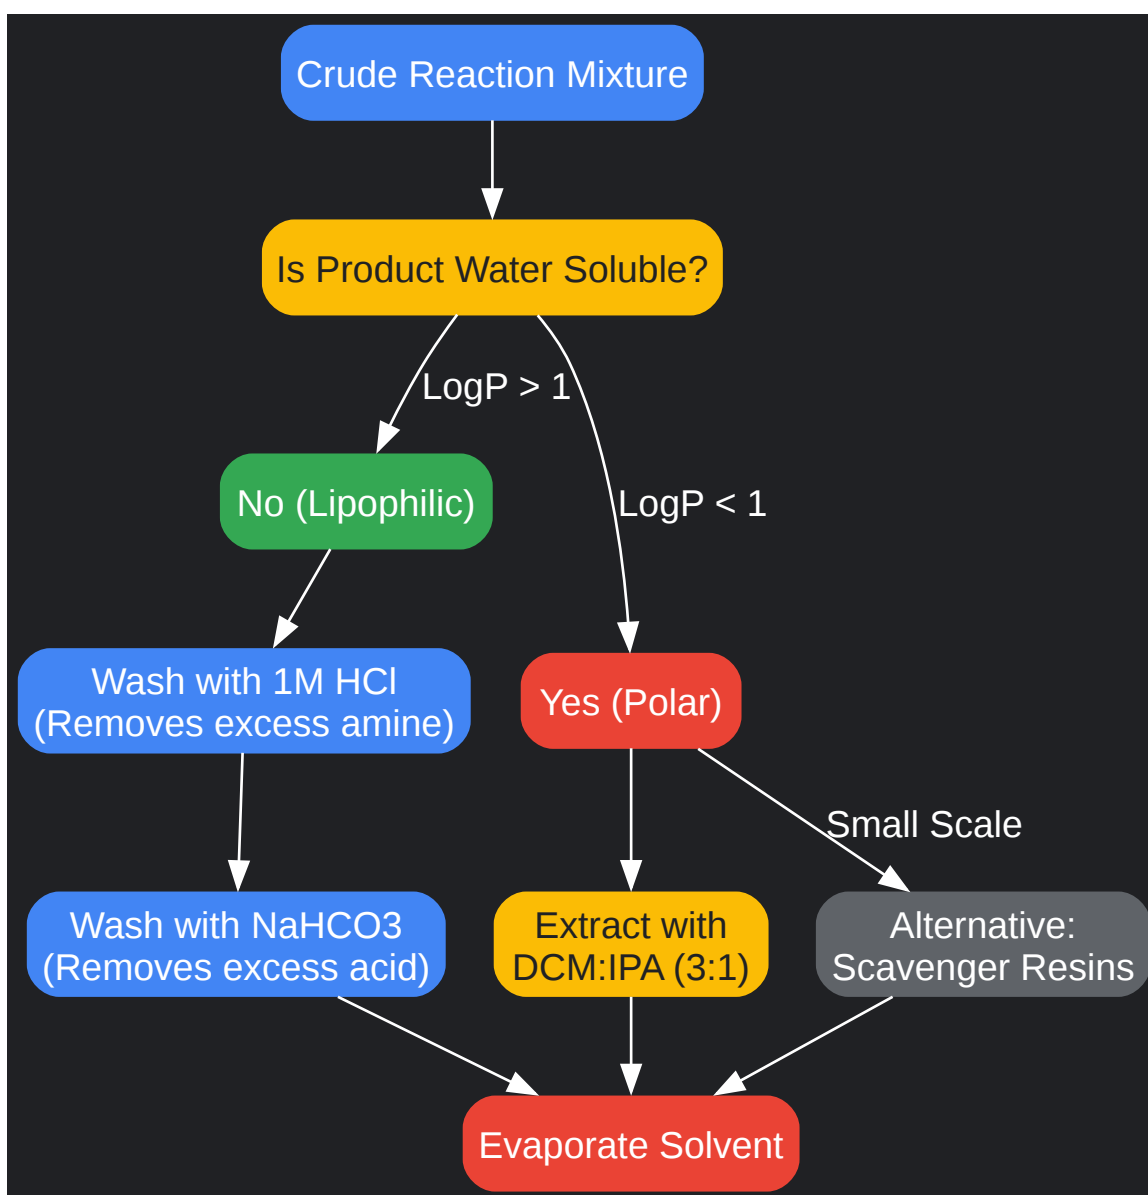 Crude Reaction Mixture
Is Product Water Soluble?
LogP > 1
No (Lipophilic)
LogP < 1
Wash with 1M HCl
(Removes excess amine)
Yes (Polar)
Small Scale
Wash with NaHCO3
(Removes excess acid)
Extract with
DCM:IPA (3:1)
Alternative:
Scavenger Resins
Evaporate Solvent